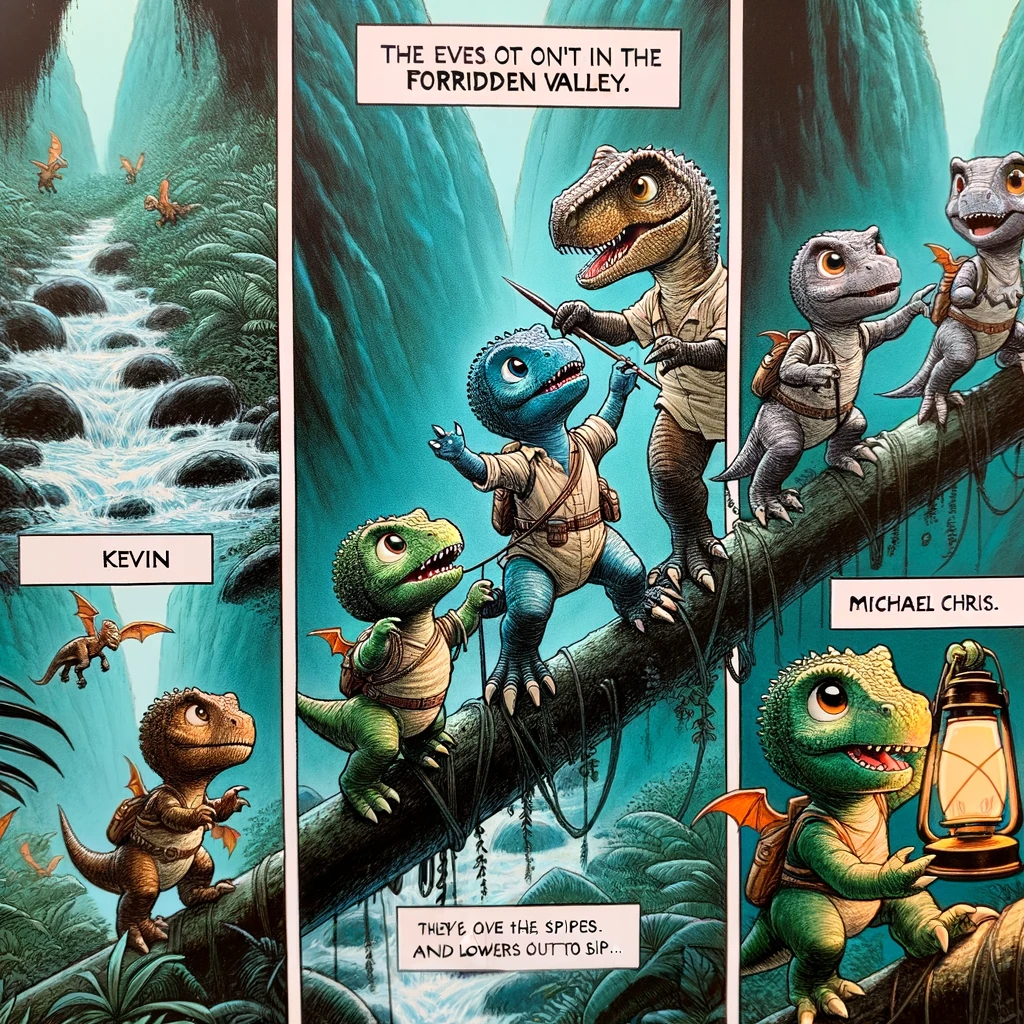 THE EVES OT ON'T IN THE
FORRIDDEN VALLEY.
KEVIN
MICHAEL CHRIS.
THEY'E OVE THE SPIPES.
AND LOWERS OUTTO SIP...